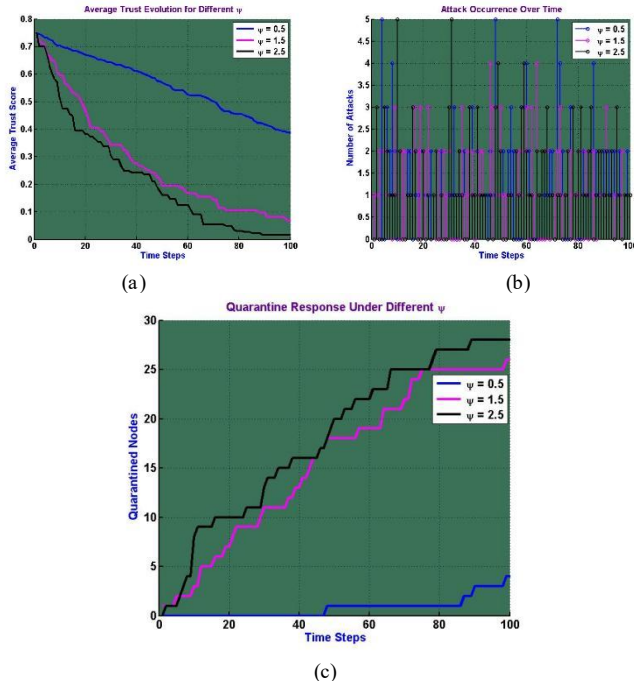 Average Trust Evolution for Different ψ
0.8
0.7
0.6
0.5
0.4
0.3
0.2
0.1
0
Average Trust Score
ψ = 0.5
ψ = 1.5
ψ = 2.5
0 20 40 60 80 100
Time Steps
(a)
Attack Occurrence Over Time
5
4.5
4
3.5
3
2.5
2
1.5
1
0.5
0
Number of Attacks
ψ = 0.5
ψ = 1.5
ψ = 2.5
0 20 40 60 80 100
Time Steps
(b)
Quarantine Response Under Different ψ
30
25
20
15
10
5
0
Quarantined Nodes
ψ = 0.5
ψ = 1.5
ψ = 2.5
0 20 40 60 80 100
Time Steps
(c)